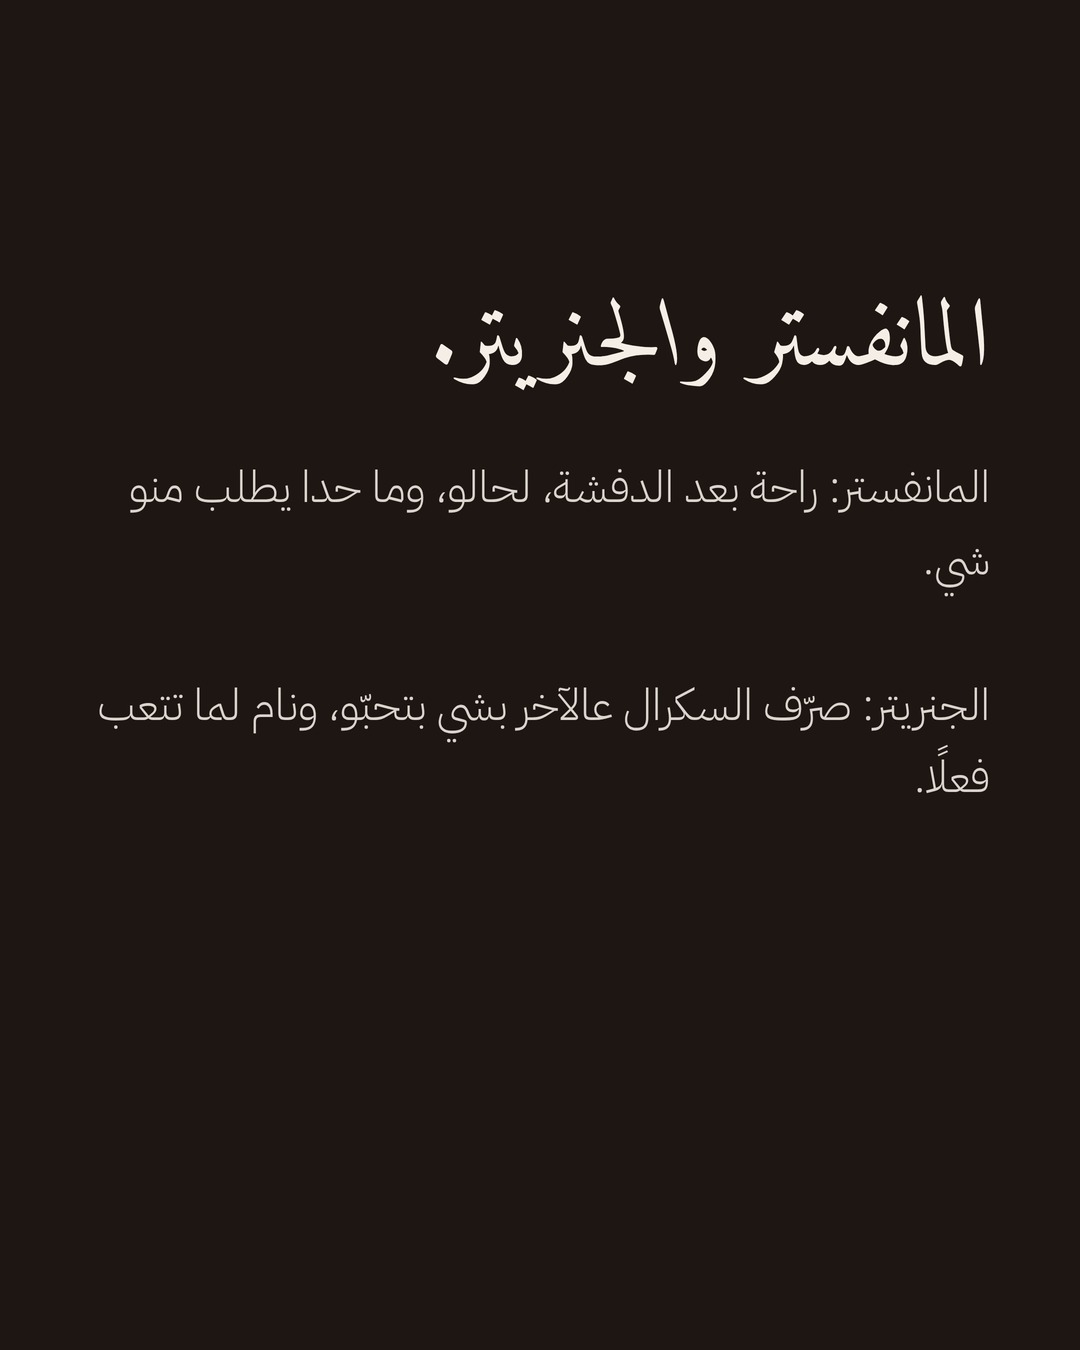 المانفستر والجنريتر.
المانفستر: راحة بعد الدفشة، لحالو، وما حدا يطلب منو
شي.
الجنريتر: صرّف السكرال عالآخر بشي بتحبّو، ونام لما تتعب
فعلًا.